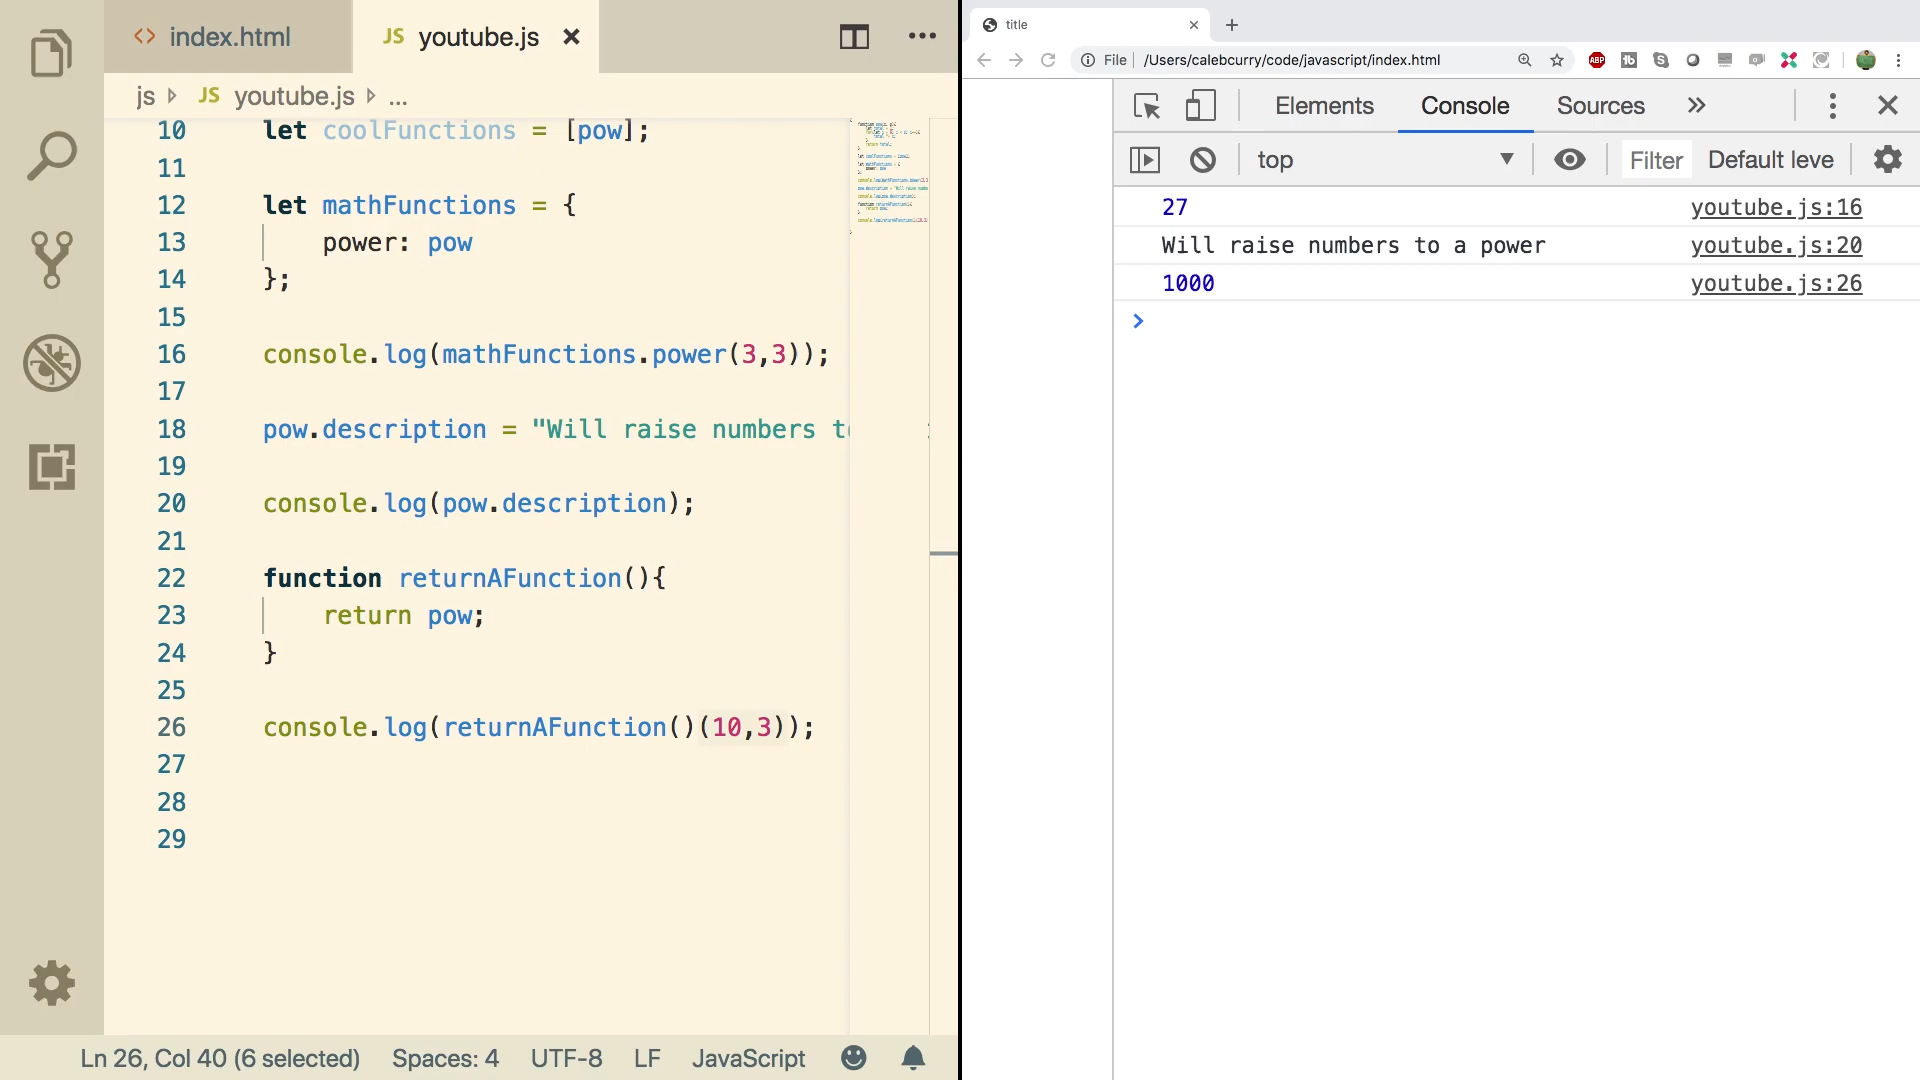 index.html
JS youtube.js
js JS youtube.js ...
10 let coolFunctions = [pow];
11
12 let mathFunctions = {
13 power: pow
14 };
15
16 console.log(mathFunctions.power(3,3));
17
18 pow.description = "Will raise numbers t
19
20 console.log(pow.description);
21
22 function returnAFunction(){
23 return pow;
24 }
25
26 console.log(returnAFunction()(10,3));
27
28
29
Ln 26, Col 40 (6 selected) Spaces: 4 UTF-8 LF JavaScript
title
File /Users/calebcurry/code/javascript/index.html
ABP
Elements Console Sources
top Filter Default leve
27 youtube.js:16
Will raise numbers to a power youtube.js:20
1000 youtube.js:26